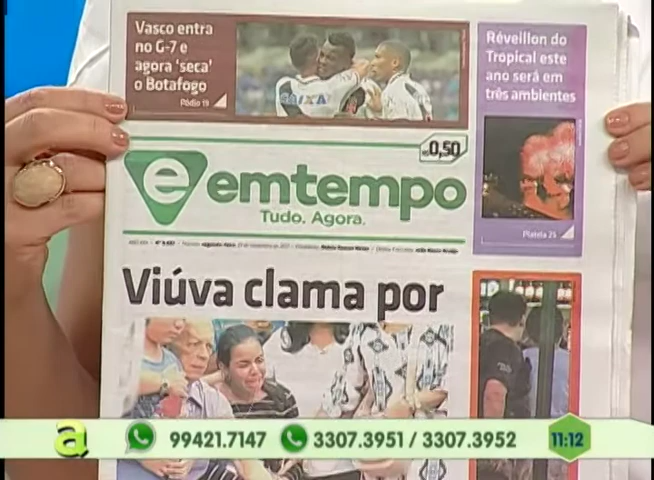 Vasco entra
no G-7 e
agora 'seca'
o Botafogo
Pódio 19
CAIXA
Réveillon do
Tropical este
ano será em
três ambientes
Plateia 25
R$ 0,50
e emtempo
Tudo. Agora.
Viúva clama por
a 99421.7147 3307.3951 / 3307.3952 11:12